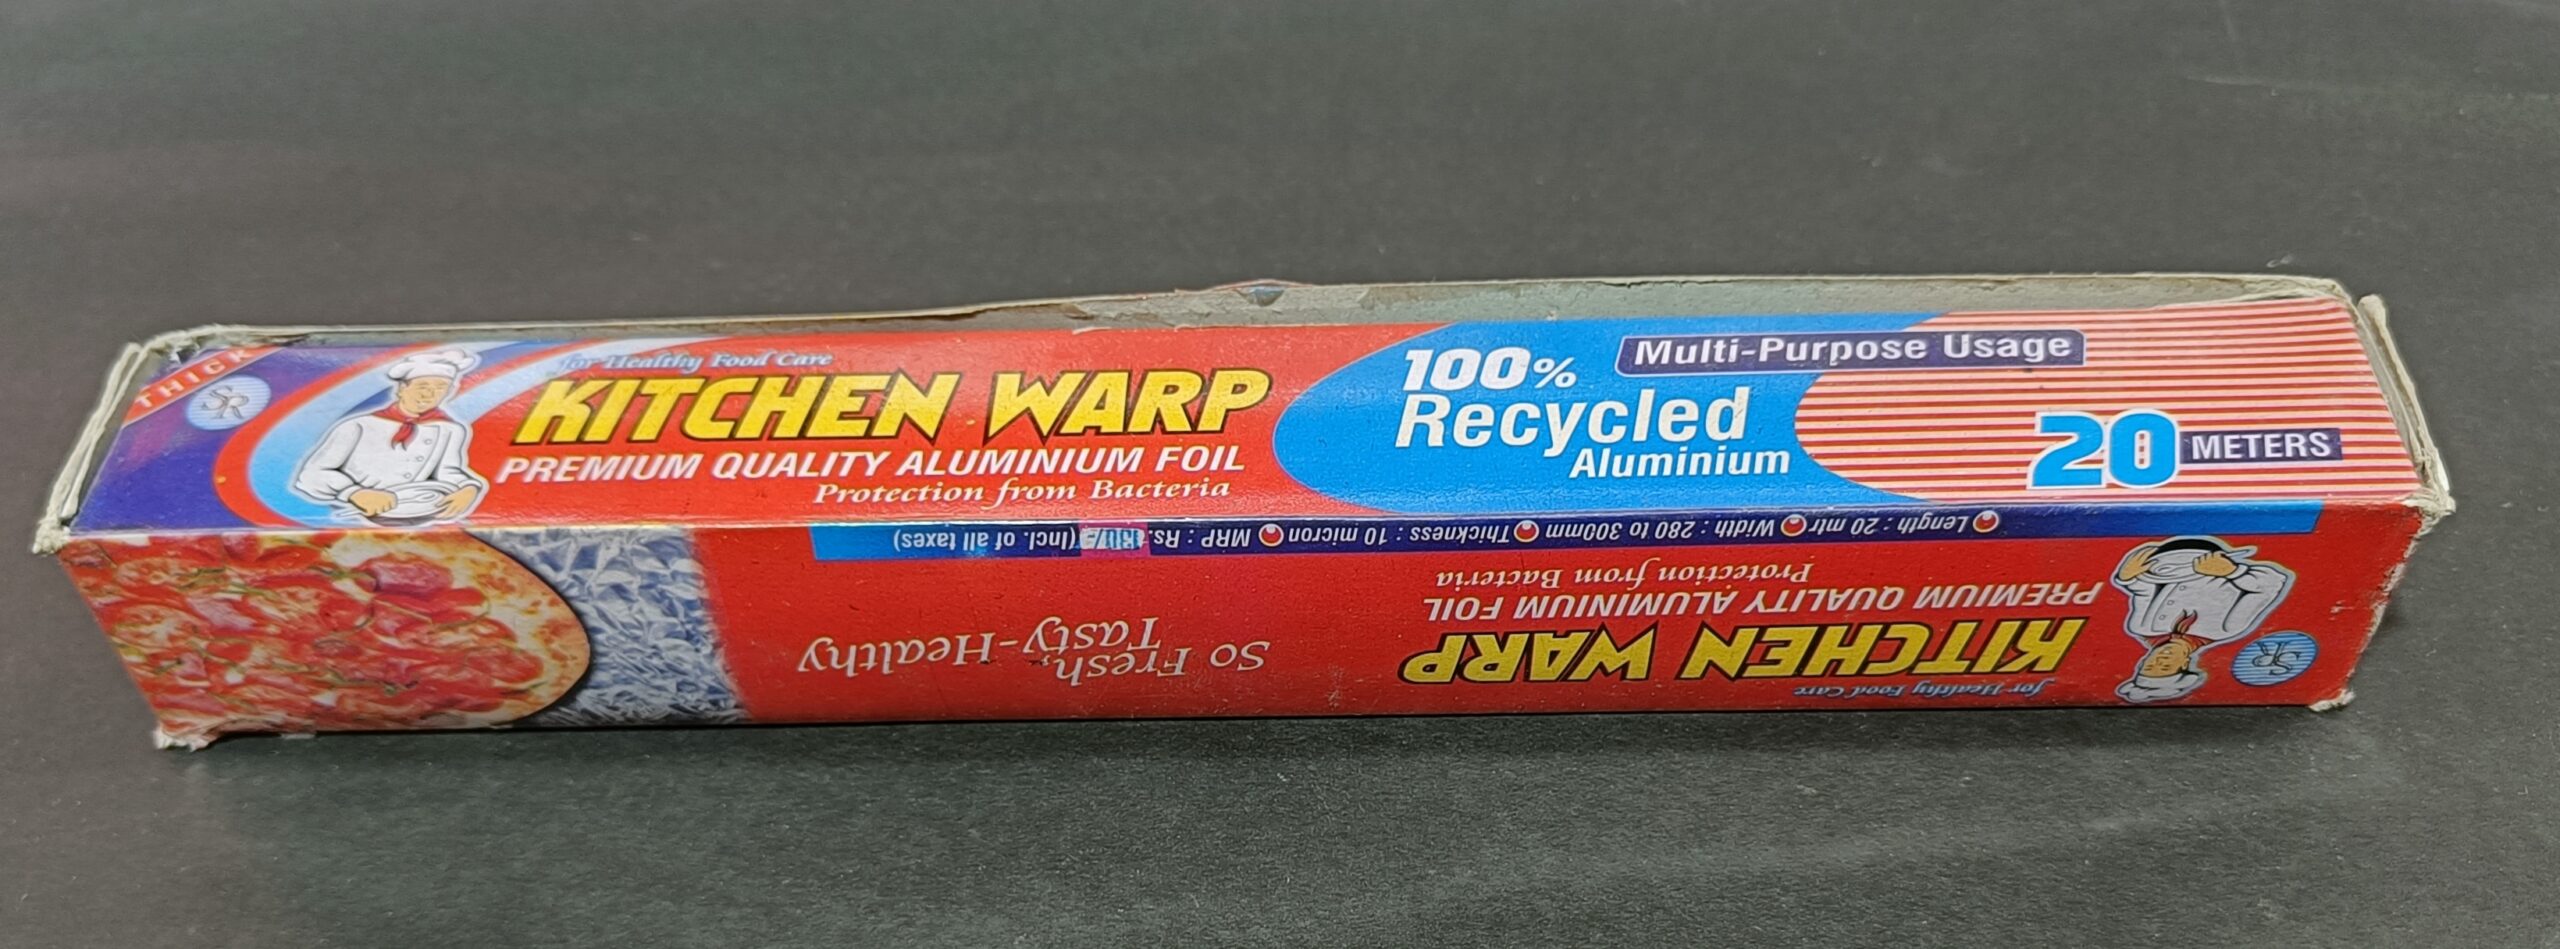 THICK
SR
for Healthy Food Care
KITCHEN WARP
PREMIUM QUALITY ALUMINIUM FOIL
Protection from Bacteria
100%
Recycled
Aluminium
Multi-Purpose Usage
20 METERS
Length : 20 mtr Width : 280 to 300mm Thickness : 10 micron MRP : Rs. (Incl. of all taxes)
SR
for Healthy Food Care
KITCHEN WARP
PREMIUM QUALITY ALUMINIUM FOIL
Protection from Bacteria
So Fresh,
Tasty-Healthy